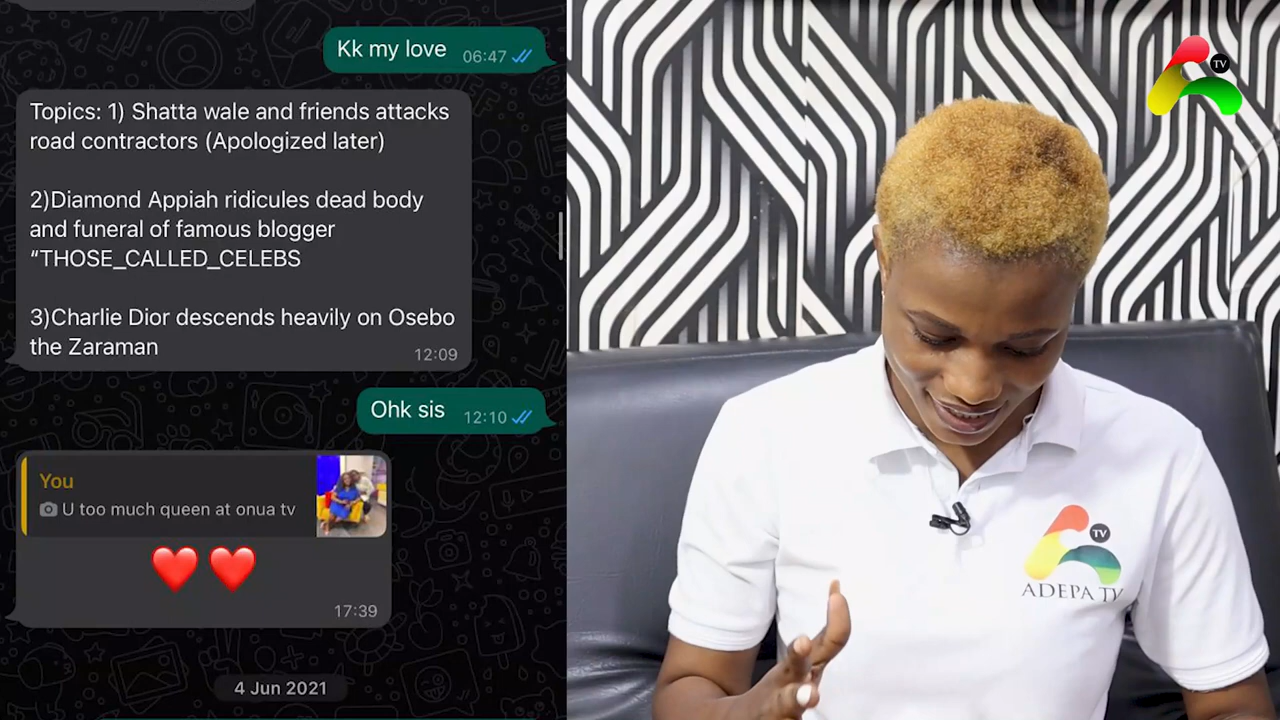 Kk my love 06:47
Topics: 1) Shatta wale and friends attacks
road contractors (Apologized later)
2)Diamond Appiah ridicules dead body
and funeral of famous blogger
“THOSE_CALLED_CELEBS
3)Charlie Dior descends heavily on Osebo
the Zaraman
12:09
Ohk sis 12:10
You
U too much queen at onua tv
17:39
4 Jun 2021
TV
TV
ADEPA TV